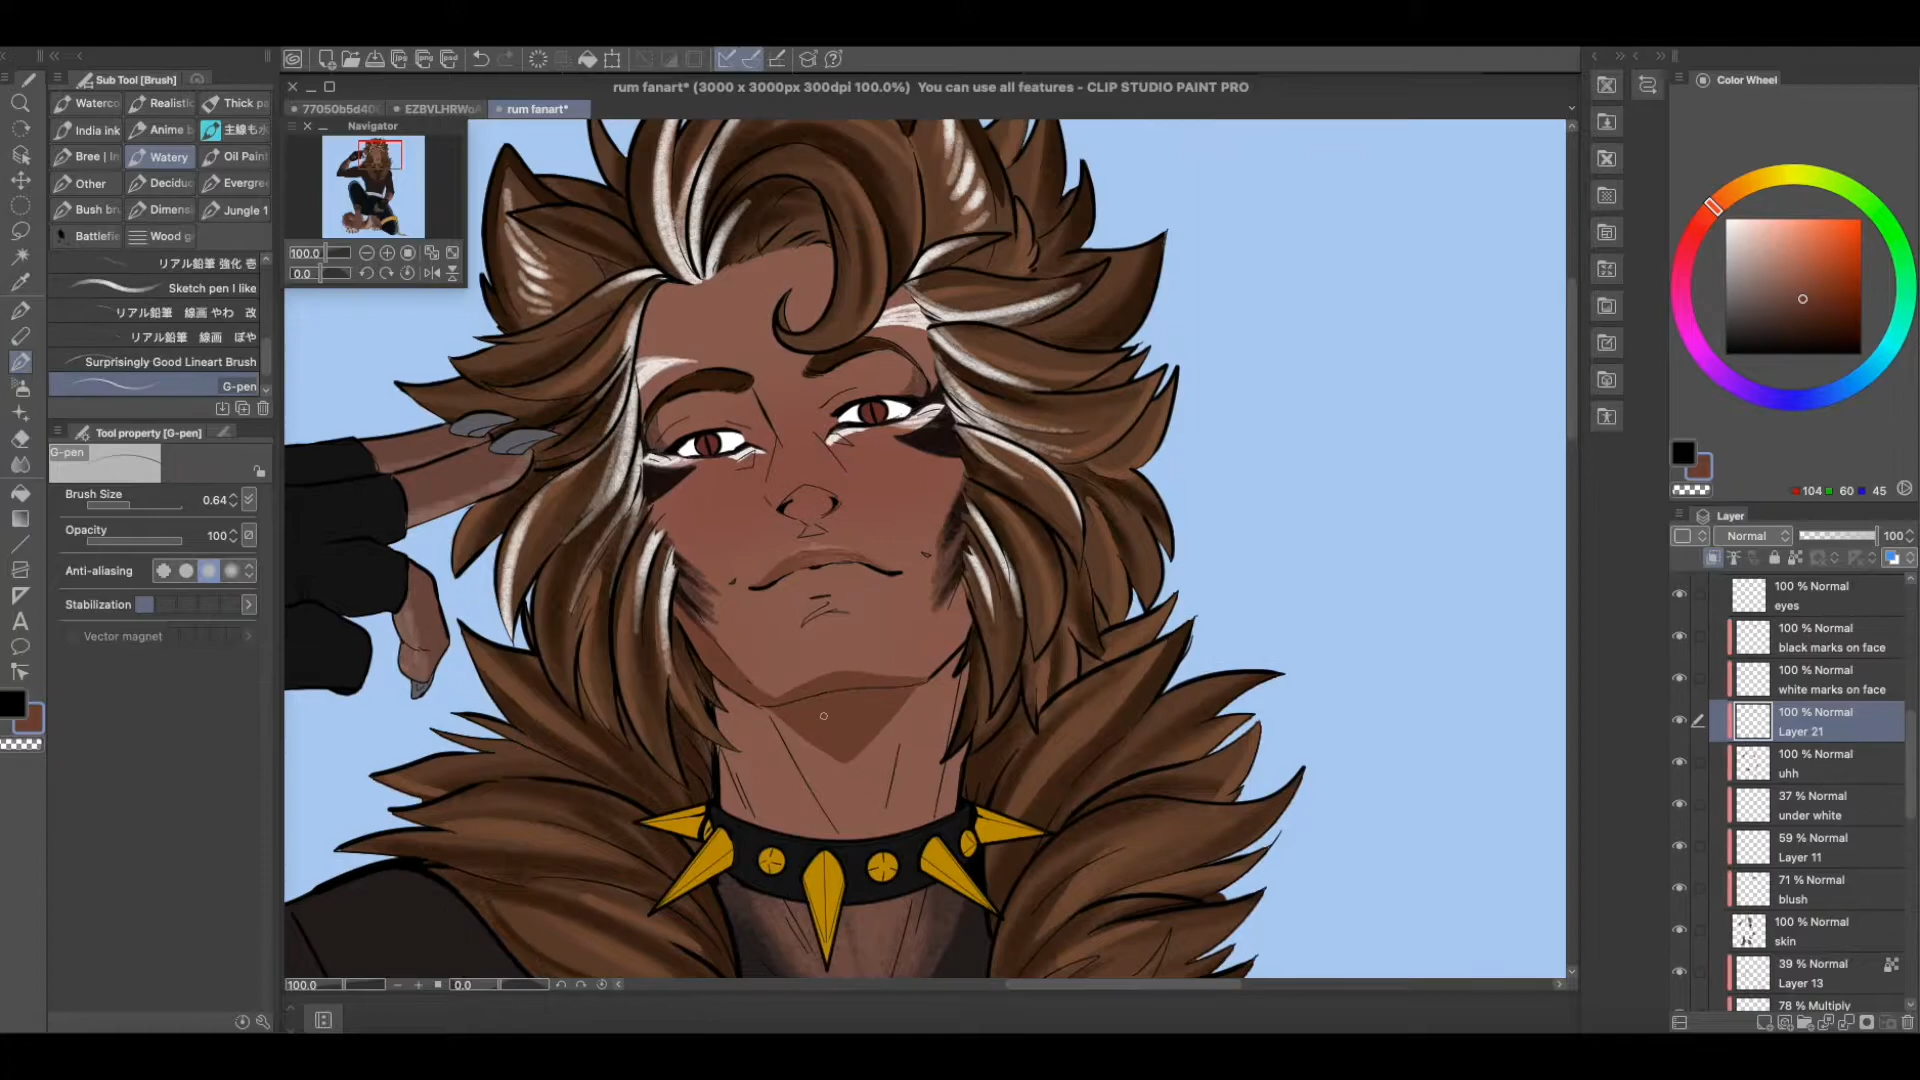 Sub Tool [Brush]
Waterco
Realistic
Thick pa
India ink
Anime b
主線も水
Bree | In
Watery
Oil Paint
Other
Deciduo
Evergre
Bush bru
Dimens
Jungle 1
Battlefie
Wood g
リアル鉛筆 強化 壱
Sketch pen I like
リアル鉛筆 線画 やわ 改
リアル鉛筆 線画 ぼや
Surprisingly Good Lineart Brush
G-pen
Tool property [G-pen]
G-pen
Brush Size 0.64
Opacity 100
Anti-aliasing
Stabilization
Vector magnet
rum fanart* (3000 x 3000px 300dpi 100.0%) You can use all features - CLIP STUDIO PAINT PRO
rum fanart*
Navigator
100.0
0.0
100.0
0.0
Color Wheel
104 60 45
Layer
Normal 100
100 % Normal
eyes
100 % Normal
black marks on face
100 % Normal
white marks on face
100 % Normal
Layer 21
100 % Normal
uhh
37 % Normal
under white
59 % Normal
Layer 11
71 % Normal
blush
100 % Normal
skin
39 % Normal
Layer 13
78 % Multiply